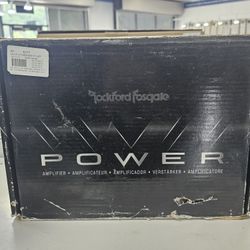 rockford fosgate
POWER
AMPLIFIER • AMPLIFICATEUR • AMPLIFICADOR • VERSTÄRKER • AMPLIFICATORE